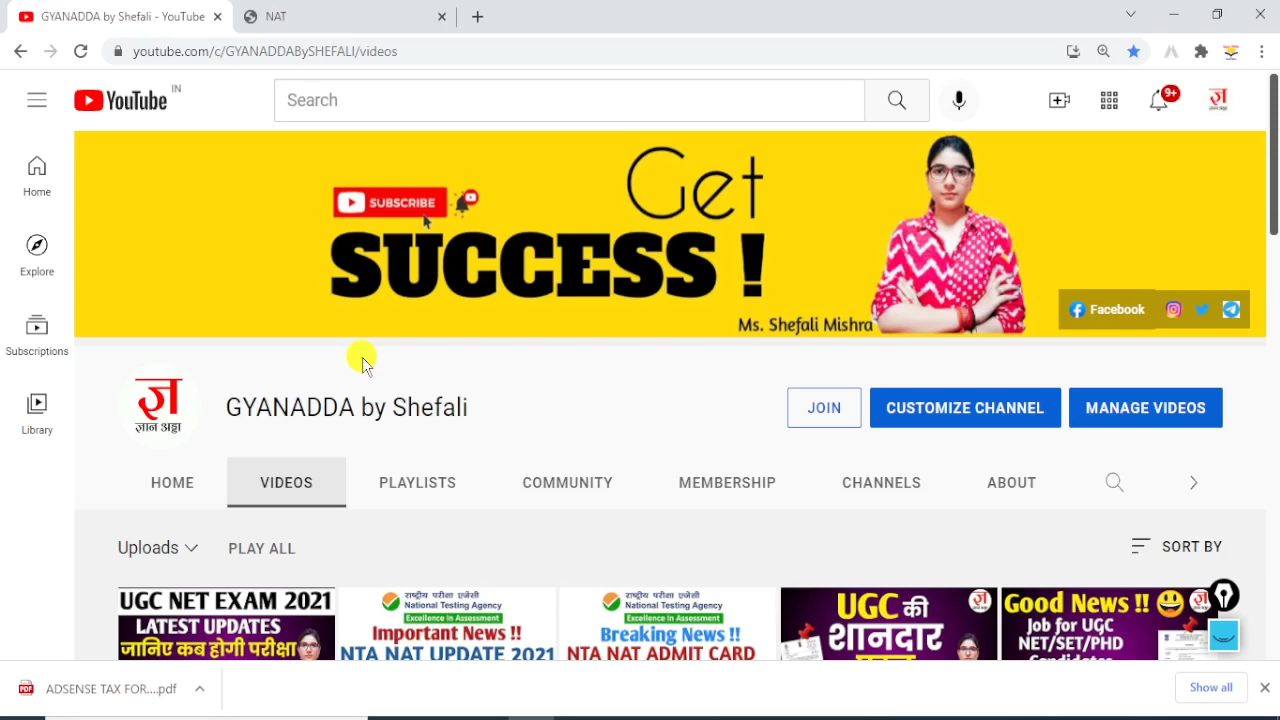 GYANADDA by Shefali - YouTube
NAT
youtube.com/c/GYANADDABySHEFALI/videos
YouTube IN
Search
9+
ज्ञ
ज्ञान अड्डा
Home
Explore
Subscriptions
Library
SUBSCRIBE
Get
SUCCESS !
Ms. Shefali Mishra
Facebook
ज्ञ
ज्ञान अड्डा
GYANADDA by Shefali
JOIN
CUSTOMIZE CHANNEL
MANAGE VIDEOS
HOME
VIDEOS
PLAYLISTS
COMMUNITY
MEMBERSHIP
CHANNELS
ABOUT
Uploads
PLAY ALL
SORT BY
UGC NET EXAM 2021
LATEST UPDATES
जानिए कब होगी परीक्षा
राष्ट्रीय परीक्षा एजेंसी
National Testing Agency
Excellence in Assessment
Important News !!
NTA NAT UPDATE 2021
राष्ट्रीय परीक्षा एजेंसी
National Testing Agency
Excellence in Assessment
Breaking News !!
NTA NAT ADMIT CARD
UGC की
शानदार
ज्ञ
Good News !!
Job for UGC
NET/SET/PHD
Candidates
PDF
ADSENSE TAX FOR....pdf
Show all